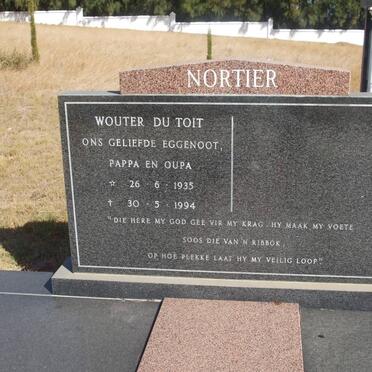 NORTIER
WOUTER DU TOIT
ONS GELIEFDE EGGENOOT,
PAPPA EN OUPA
☆ 26 - 6 - 1935
✝ 30 - 5 - 1994
"DIE HERE MY GOD GEE VIR MY KRAG. HY MAAK MY VOETE
SOOS DIE VAN 'N RIBBOK,
OP HOË PLEKKE LAAT HY MY VEILIG LOOP."